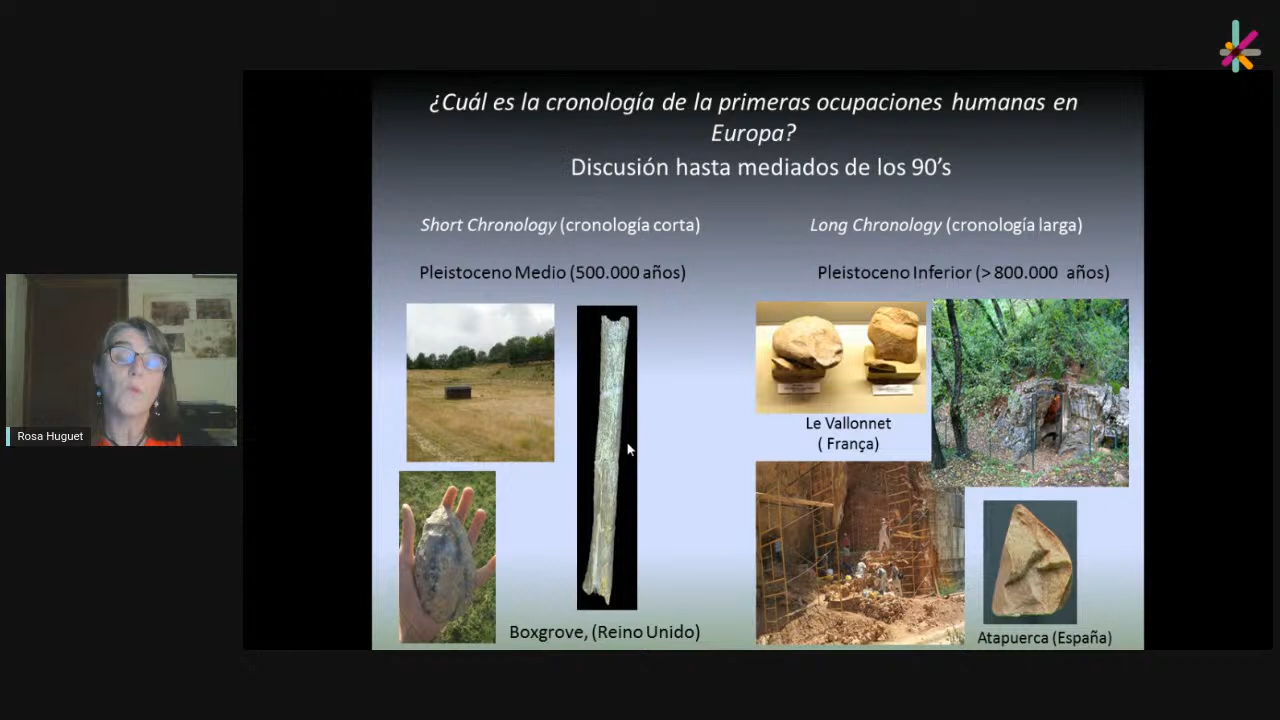 ¿Cuál es la cronología de la primeras ocupaciones humanas en
Europa?
Discusión hasta mediados de los 90's
Short Chronology (cronología corta)
Pleistoceno Medio (500.000 años)
Boxgrove, (Reino Unido)
Long Chronology (cronología larga)
Pleistoceno Inferior (> 800.000 años)
Le Vallonnet
( França)
Atapuerca (España)
Rosa Huguet